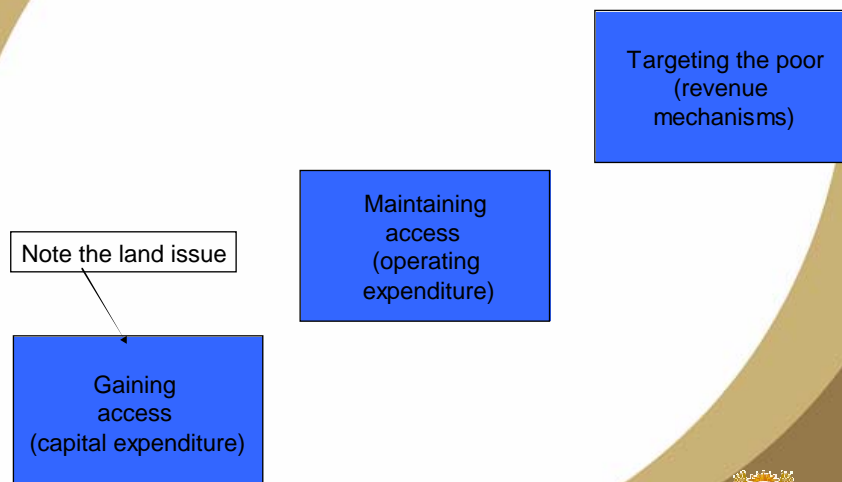 Targeting the poor
(revenue
mechanisms)
Maintaining
access
(operating
expenditure)
Note the land issue
Gaining
access
(capital expenditure)